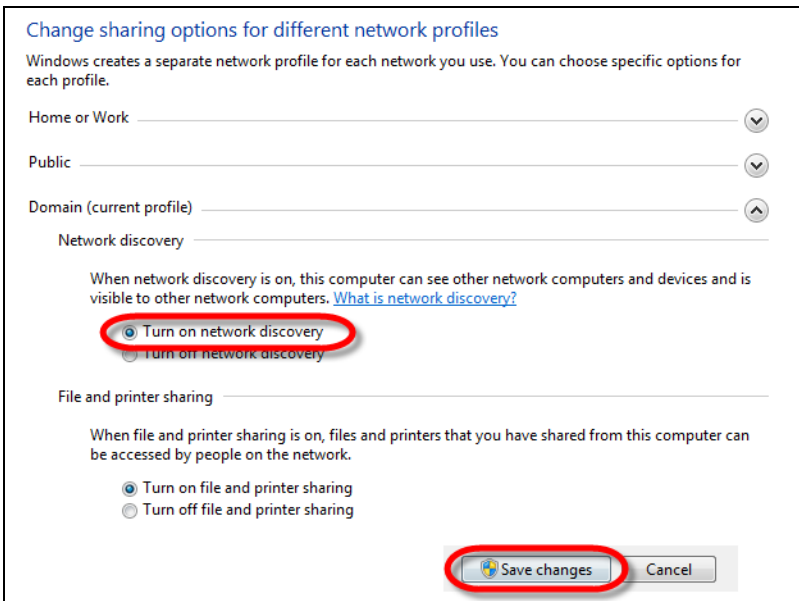 Change sharing options for different network profiles
Windows creates a separate network profile for each network you use. You can choose specific options for
each profile.
Home or Work
Public
Domain (current profile)
Network discovery
When network discovery is on, this computer can see other network computers and devices and is
visible to other network computers. What is network discovery?
Turn on network discovery
Turn off network discovery
File and printer sharing
When file and printer sharing is on, files and printers that you have shared from this computer can
be accessed by people on the network.
Turn on file and printer sharing
Turn off file and printer sharing
Save changes Cancel